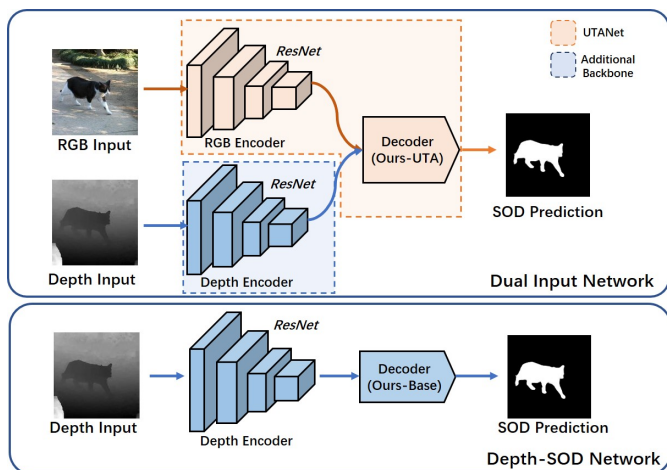 ResNet
UTANet
Additional
Backbone
RGB Input
RGB Encoder
Decoder
(Ours-UTA)
ResNet
SOD Prediction
Depth Input
Depth Encoder
Dual Input Network
ResNet
Decoder
(Ours-Base)
Depth Input
Depth Encoder
SOD Prediction
Depth-SOD Network